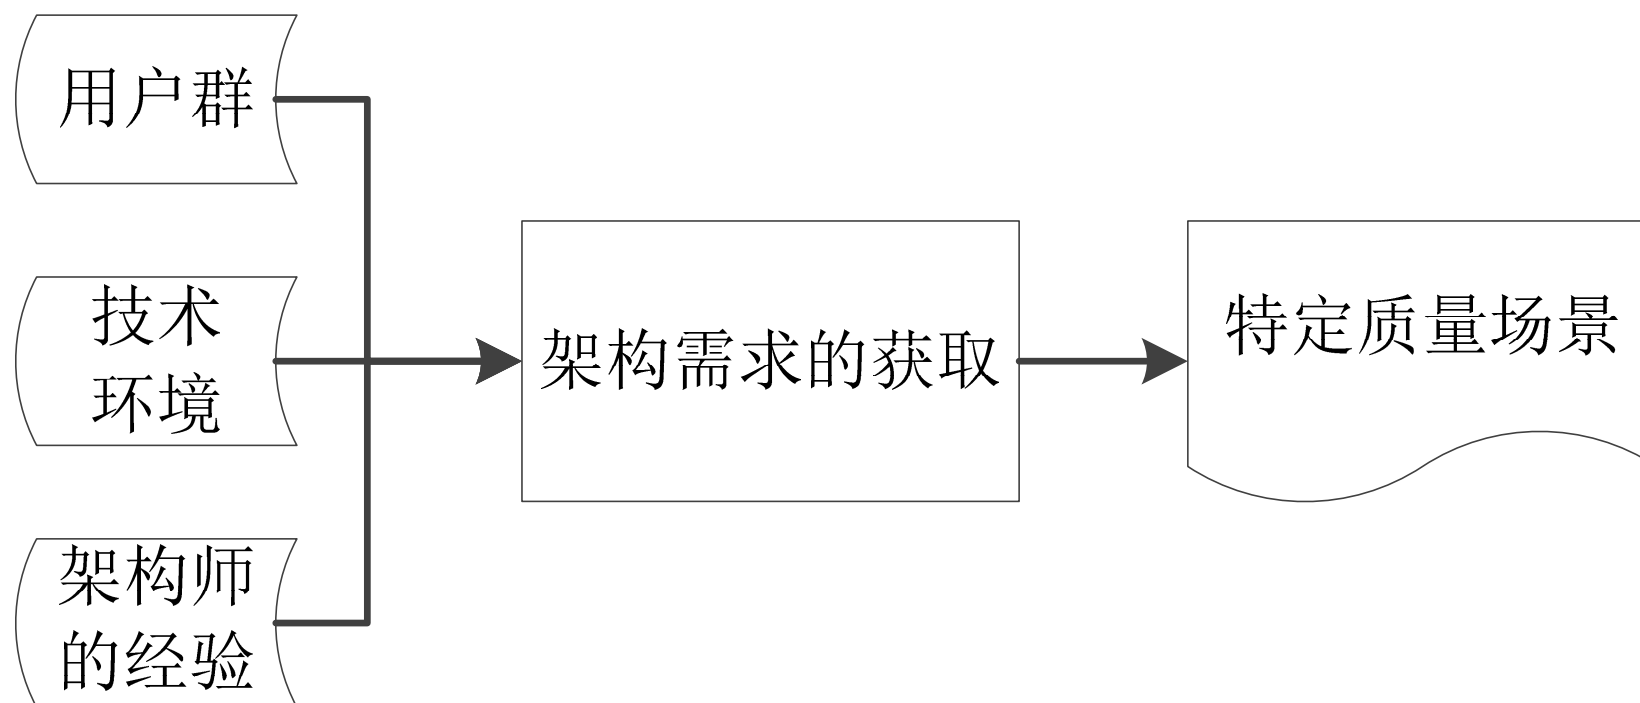 用户群
技术
环境
架构师
的经验
架构需求的获取
特定质量场景